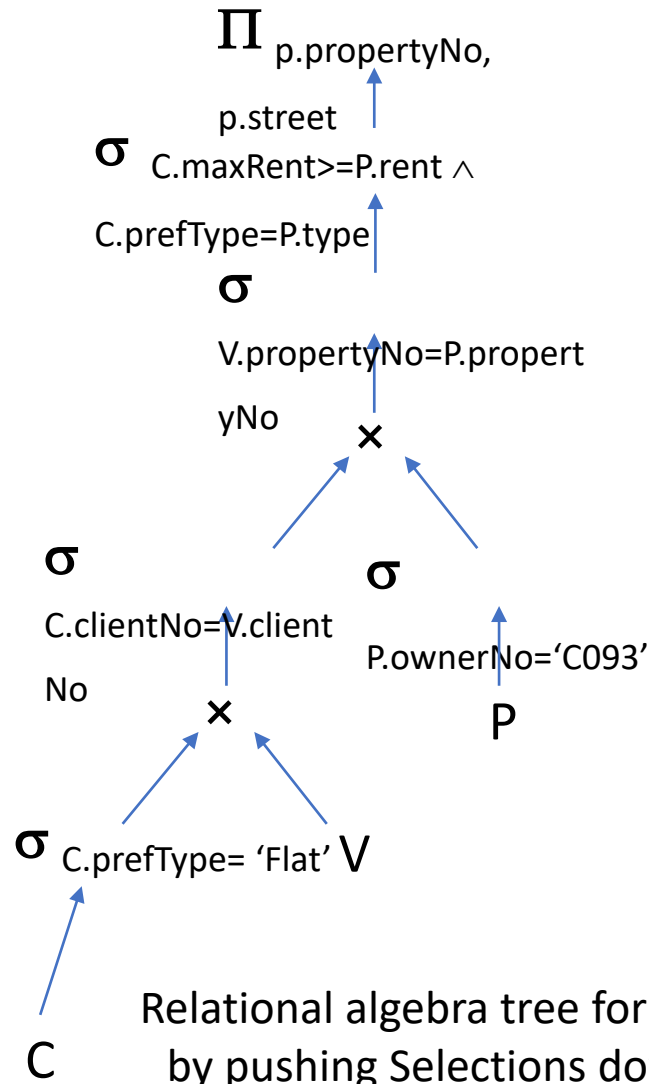 Π p.propertyNo,
p.street
σ C.maxRent>=P.rent ∧
C.prefType=P.type
σ
V.propertyNo=P.propert
yNo
×
σ
C.clientNo=V.client
No
σ
P.ownerNo=‘C093’
×
P
σ C.prefType= ‘Flat’ V
C
Relational algebra tree for
by pushing Selections do